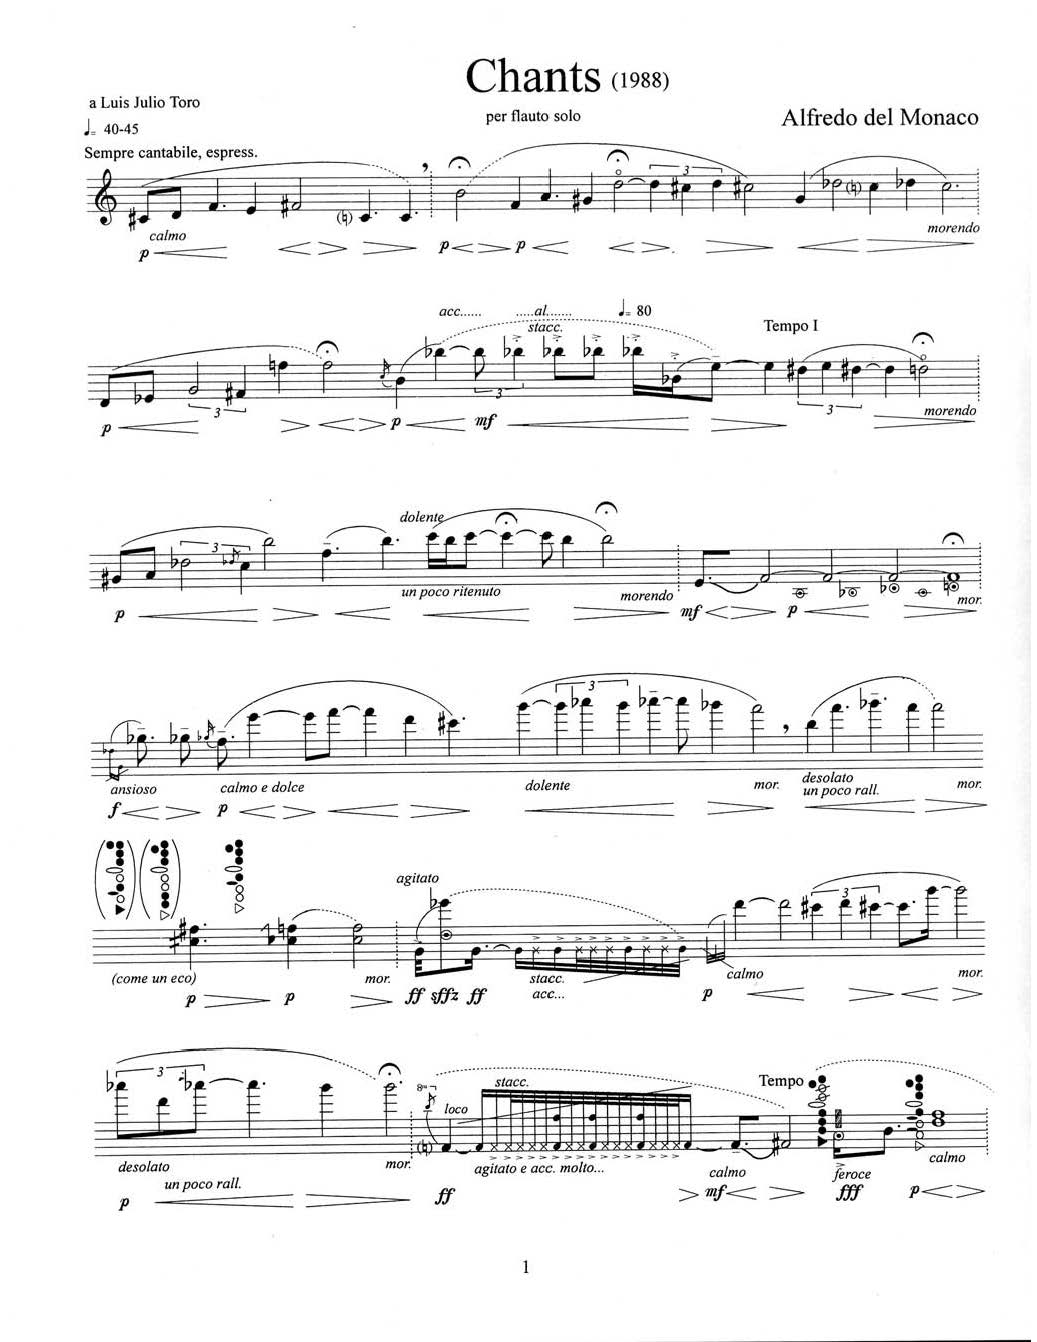 Chants (1988)
a Luis Julio Toro
per flauto solo
Alfredo del Monaco
♩= 40-45
Sempre cantabile, espress.
3
calmo
morendo
p p p
acc...... .....al....... ♩= 80
stacc.
Tempo I
3 3 3
morendo
p p mf
dolente
3
un poco ritenuto
morendo
mor.
p mf p
3
ansioso
calmo e dolce
dolente
mor.
desolato
un poco rall.
mor.
f p
agitato
3
(come un eco)
mor.
stacc.
acc...
calmo
mor.
p p ff sffz ff p
3
8va
stacc.
Tempo
loco
desolato
un poco rall.
mor.
agitato e acc. molto...
calmo
feroce
calmo
p ff mf fff p
1